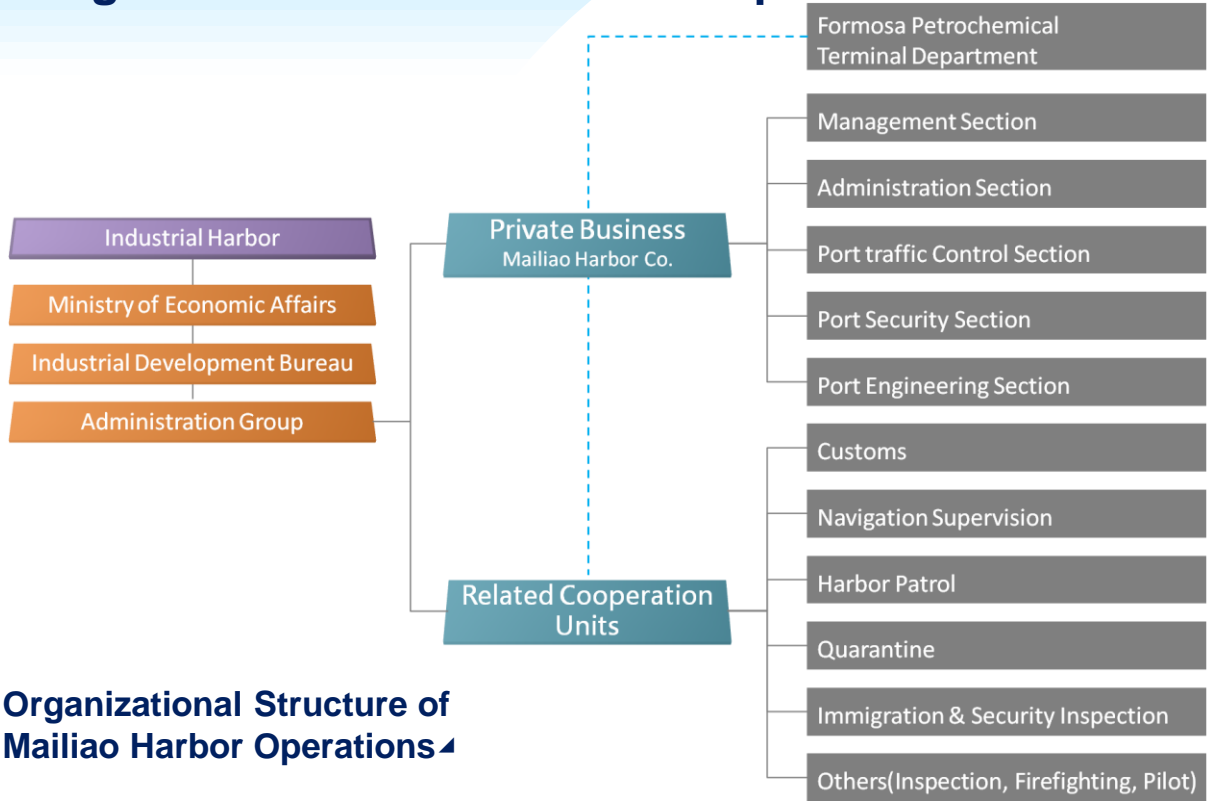 Formosa Petrochemical
Terminal Department
Management Section
Administration Section
Private Business
Mailiao Harbor Co.
Industrial Harbor
Port traffic Control Section
Ministry of Economic Affairs
Port Security Section
Industrial Development Bureau
Port Engineering Section
Administration Group
Customs
Navigation Supervision
Harbor Patrol
Related Cooperation
Units
Quarantine
Immigration & Security Inspection
Others(Inspection, Firefighting, Pilot)
Organizational Structure of
Mailiao Harbor Operations